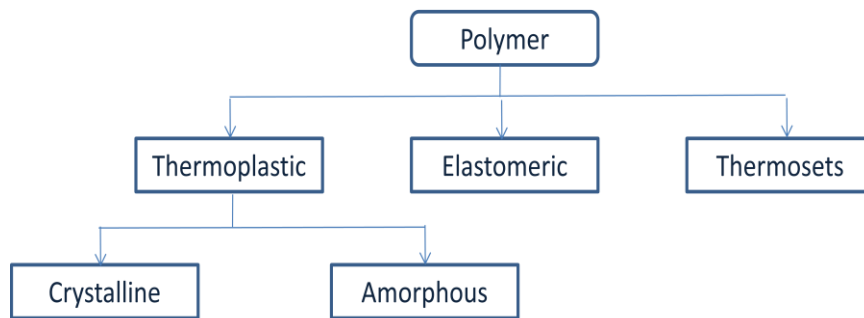 Polymer
Thermoplastic
Elastomeric
Thermosets
Crystalline
Amorphous